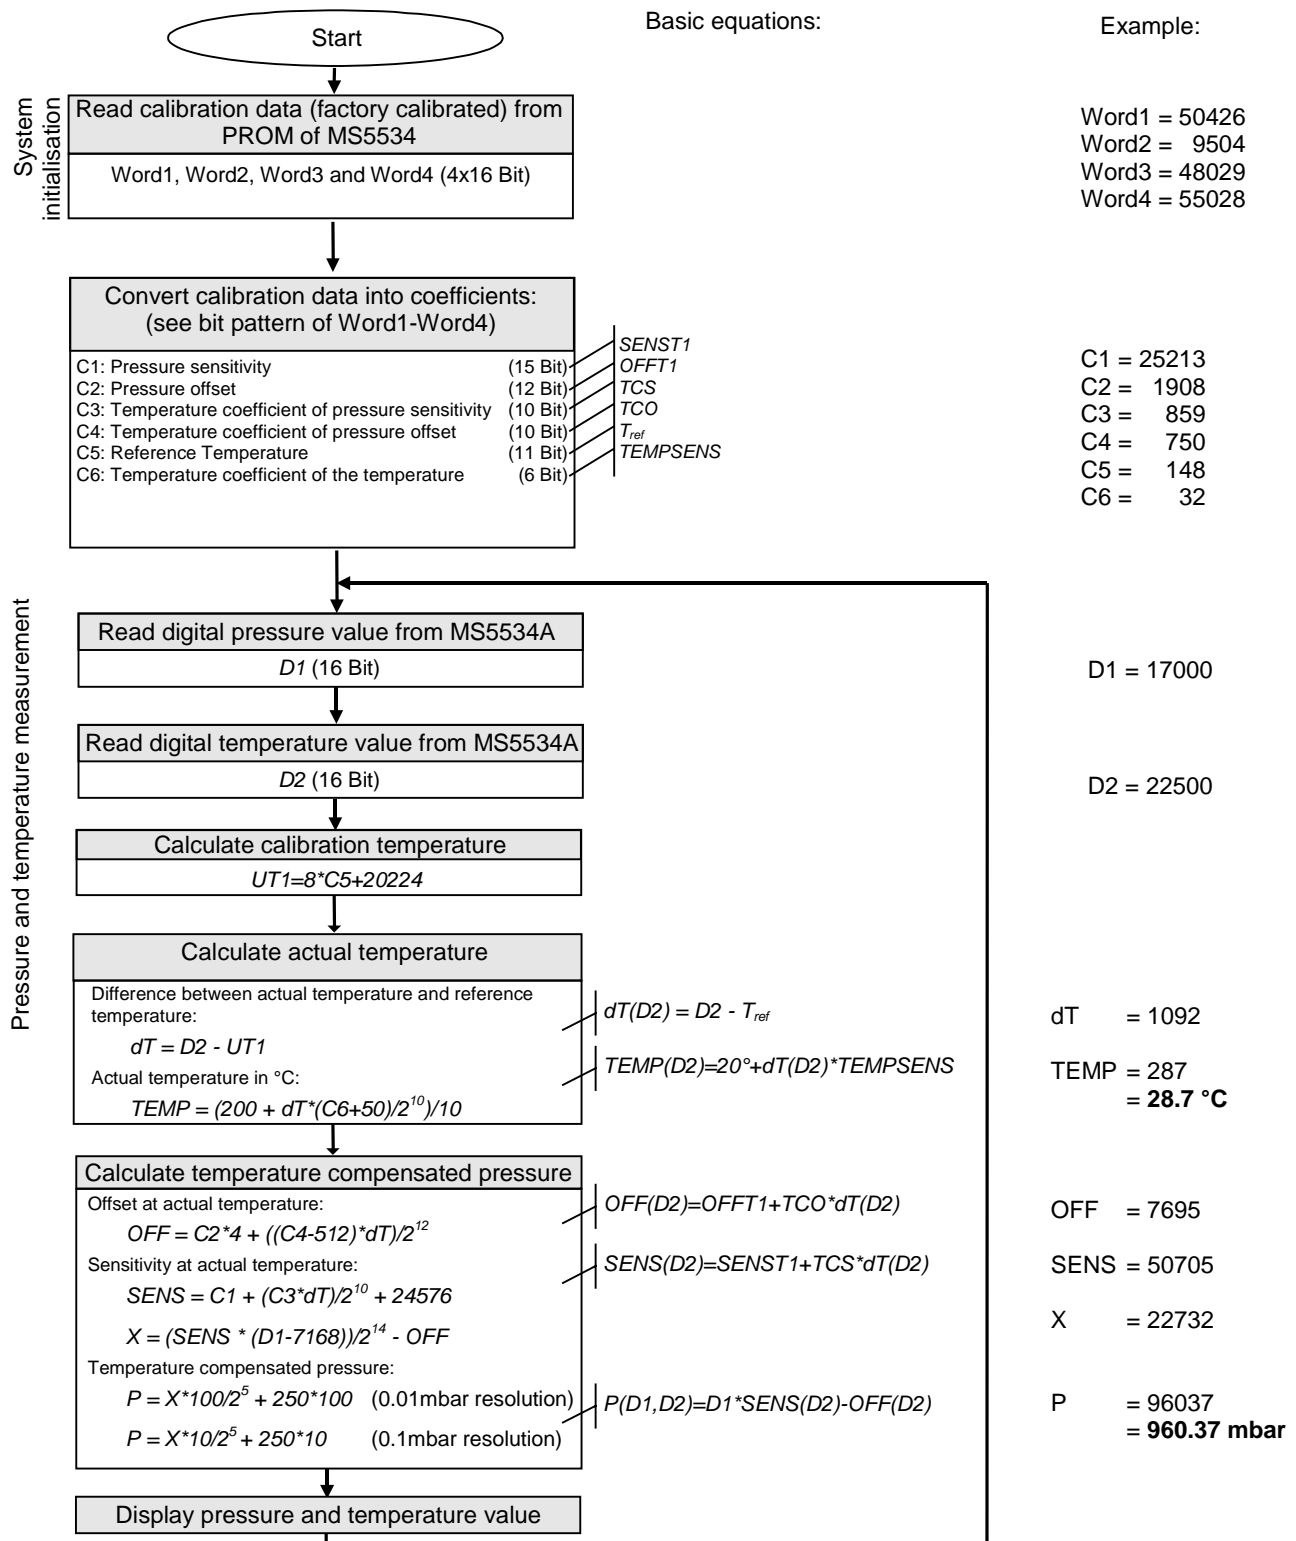 Basic equations:
Example:
Start
System
initialisation
Read calibration data (factory calibrated) from
PROM of MS5534
Word1, Word2, Word3 and Word4 (4x16 Bit)
Word1 = 50426
Word2 = 9504
Word3 = 48029
Word4 = 55028
Convert calibration data into coefficients:
(see bit pattern of Word1-Word4)
C1: Pressure sensitivity (15 Bit)
C2: Pressure offset (12 Bit)
C3: Temperature coefficient of pressure sensitivity (10 Bit)
C4: Temperature coefficient of pressure offset (10 Bit)
C5: Reference Temperature (11 Bit)
C6: Temperature coefficient of the temperature (6 Bit)
SENST1
OFFT1
TCS
TCO
Tref
TEMPSENS
C1 = 25213
C2 = 1908
C3 = 859
C4 = 750
C5 = 148
C6 = 32
Pressure and temperature measurement
Read digital pressure value from MS5534A
D1 (16 Bit)
D1 = 17000
Read digital temperature value from MS5534A
D2 (16 Bit)
D2 = 22500
Calculate calibration temperature
UT1=8*C5+20224
Calculate actual temperature
Difference between actual temperature and reference
temperature:
dT = D2 - UT1
Actual temperature in °C:
TEMP = (200 + dT*(C6+50)/2^10)/10
dT(D2) = D2 - Tref
TEMP(D2)=20°+dT(D2)*TEMPSENS
dT = 1092
TEMP = 287
= 28.7 °C
Calculate temperature compensated pressure
Offset at actual temperature:
OFF = C2*4 + ((C4-512)*dT)/2^12
Sensitivity at actual temperature:
SENS = C1 + (C3*dT)/2^10 + 24576
X = (SENS * (D1-7168))/2^14 - OFF
Temperature compensated pressure:
P = X*100/2^5 + 250*100 (0.01mbar resolution)
P = X*10/2^5 + 250*10 (0.1mbar resolution)
OFF(D2)=OFFT1+TCO*dT(D2)
SENS(D2)=SENST1+TCS*dT(D2)
P(D1,D2)=D1*SENS(D2)-OFF(D2)
OFF = 7695
SENS = 50705
X = 22732
P = 96037
= 960.37 mbar
Display pressure and temperature value